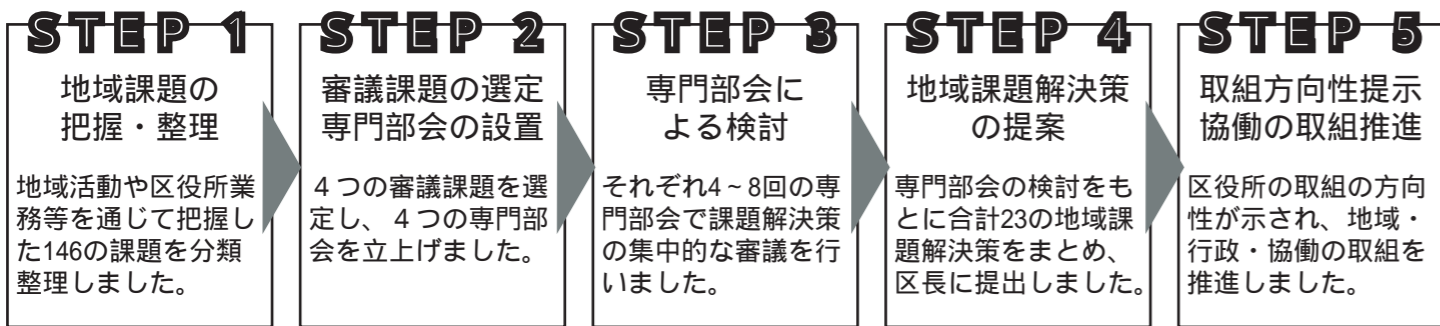 STEP 1
地域課題の
把握・整理
地域活動や区役所業
務等を通じて把握し
た146の課題を分類
整理しました。
STEP 2
審議課題の選定
専門部会の設置
４つの審議課題を選
定し、４つの専門部
会を立上げました。
STEP 3
専門部会に
よる検討
それぞれ4～8回の専
門部会で課題解決策
の集中的な審議を行
いました。
STEP 4
地域課題解決策
の提案
専門部会の検討をも
とに合計23の地域課
題解決策をまとめ、
区長に提出しました。
STEP 5
取組方向性提示
協働の取組推進
区役所の取組の方向
性が示され、地域・
行政・協働の取組を
推進しました。